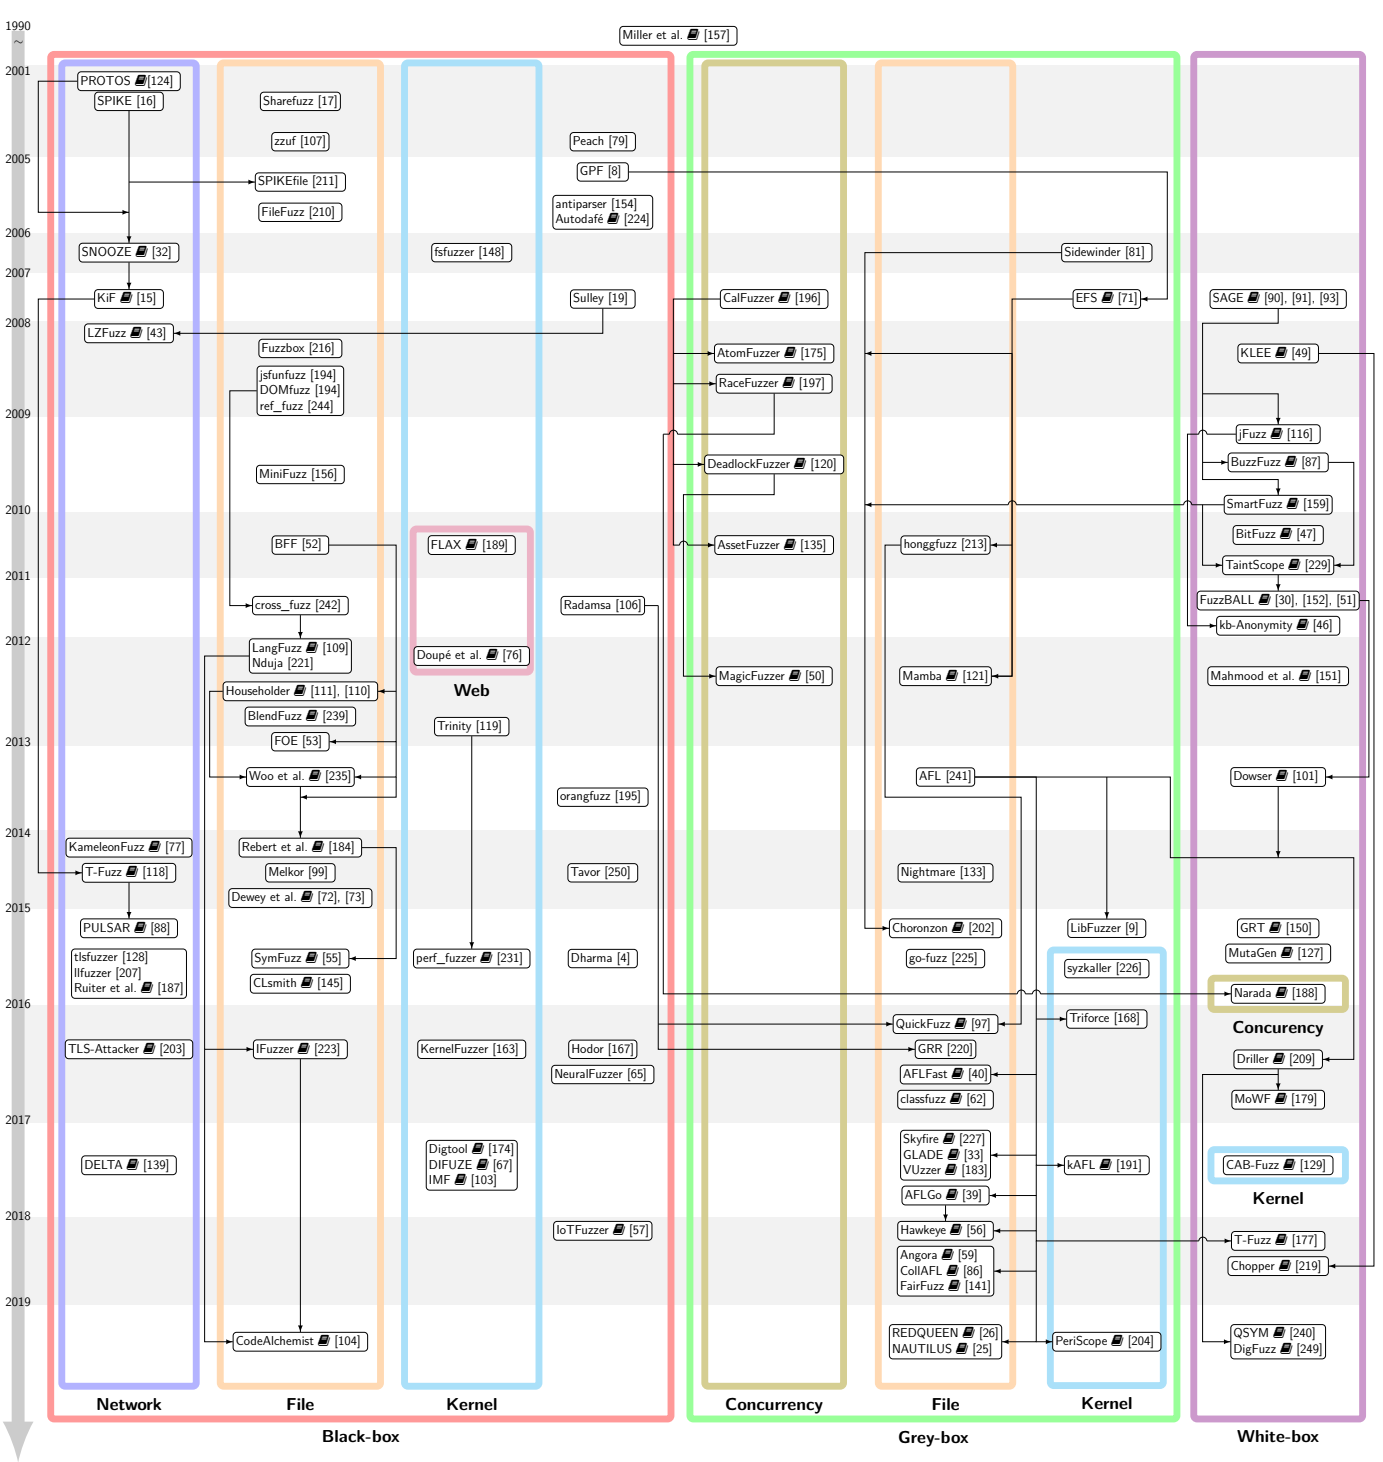 1990
Miller et al. [157]
~
2001
PROTOS [124]
SPIKE [16]
Sharefuzz [17]
zzuf [107]
Peach [79]
2005
GPF [8]
SPIKEfile [211]
antiparser [154]
Autodafé [224]
FileFuzz [210]
2006
SNOOZE [32]
fsfuzzer [148]
Sidewinder [81]
2007
KiF [15]
Sulley [19]
CalFuzzer [196]
EFS [71]
SAGE [90], [91], [93]
2008
LZFuzz [43]
Fuzzbox [216]
AtomFuzzer [175]
KLEE [49]
jsfunfuzz [194]
DOMfuzz [194]
ref_fuzz [244]
RaceFuzzer [197]
2009
jFuzz [116]
MiniFuzz [156]
DeadlockFuzzer [120]
BuzzFuzz [87]
SmartFuzz [159]
2010
BitFuzz [47]
BFF [52]
FLAX [189]
AssetFuzzer [135]
honggfuzz [213]
TaintScope [229]
2011
cross_fuzz [242]
Radamsa [106]
FuzzBALL [30], [152], [51]
kb-Anonymity [46]
2012
LangFuzz [109]
Nduja [221]
Doupé et al. [76]
MagicFuzzer [50]
Mamba [121]
Mahmood et al. [151]
Web
Householder [111], [110]
BlendFuzz [239]
Trinity [119]
FOE [53]
2013
Woo et al. [235]
AFL [241]
Dowser [101]
orangfuzz [195]
2014
KameleonFuzz [77]
Rebert et al. [184]
T-Fuzz [118]
Melkor [99]
Tavor [250]
Nightmare [133]
Dewey et al. [72], [73]
2015
PULSAR [88]
Choronzon [202]
LibFuzzer [9]
GRT [150]
MutaGen [127]
tlsfuzzer [128]
llfuzzer [207]
Ruiter et al. [187]
SymFuzz [55]
perf_fuzzer [231]
Dharma [4]
go-fuzz [225]
syzkaller [226]
CLsmith [145]
Narada [188]
2016
Concurency
QuickFuzz [97]
Triforce [168]
TLS-Attacker [203]
IFuzzer [223]
KernelFuzzer [163]
Hodor [167]
GRR [220]
Driller [209]
NeuralFuzzer [65]
AFLFast [40]
classfuzz [62]
MoWF [179]
2017
Digtool [174]
DIFUZE [67]
IMF [103]
Skyfire [227]
GLADE [33]
VUzzer [183]
DELTA [139]
kAFL [191]
CAB-Fuzz [129]
Kernel
AFLGo [39]
2018
IoTFuzzer [57]
Hawkeye [56]
T-Fuzz [177]
Angora [59]
CollAFL [86]
FairFuzz [141]
Chopper [219]
2019
CodeAlchemist [104]
REDQUEEN [26]
NAUTILUS [25]
PeriScope [204]
QSYM [240]
DigFuzz [249]
Network
File
Kernel
Concurrency
File
Kernel
Black-box
Grey-box
White-box